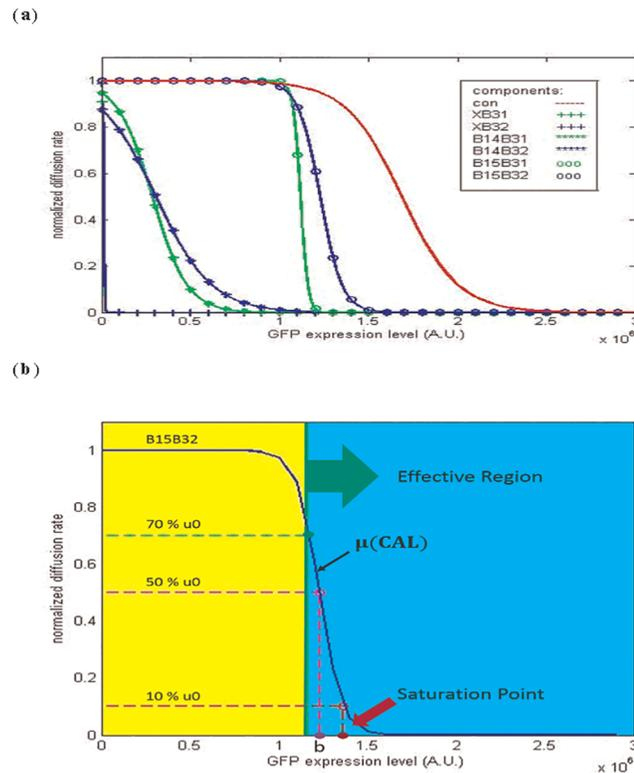 (a)
1
0.8
0.6
0.4
0.2
0
normalized diffusion rate
components:
con
XB31
XB32
B14B31
B14B32
B15B31
B15B32
0 0.5 1 1.5 2 2.5 3
GFP expression level (A.U.)
x 10⁶
(b)
1
0.8
0.6
0.4
0.2
0
normalized diffusion rate
B15B32
70 % u0
50 % u0
10 % u0
Effective Region
μ(CAL)
Saturation Point
0 0.5 1 b 1.5 2 2.5 3
GFP expression level (A.U.)
x 10⁶